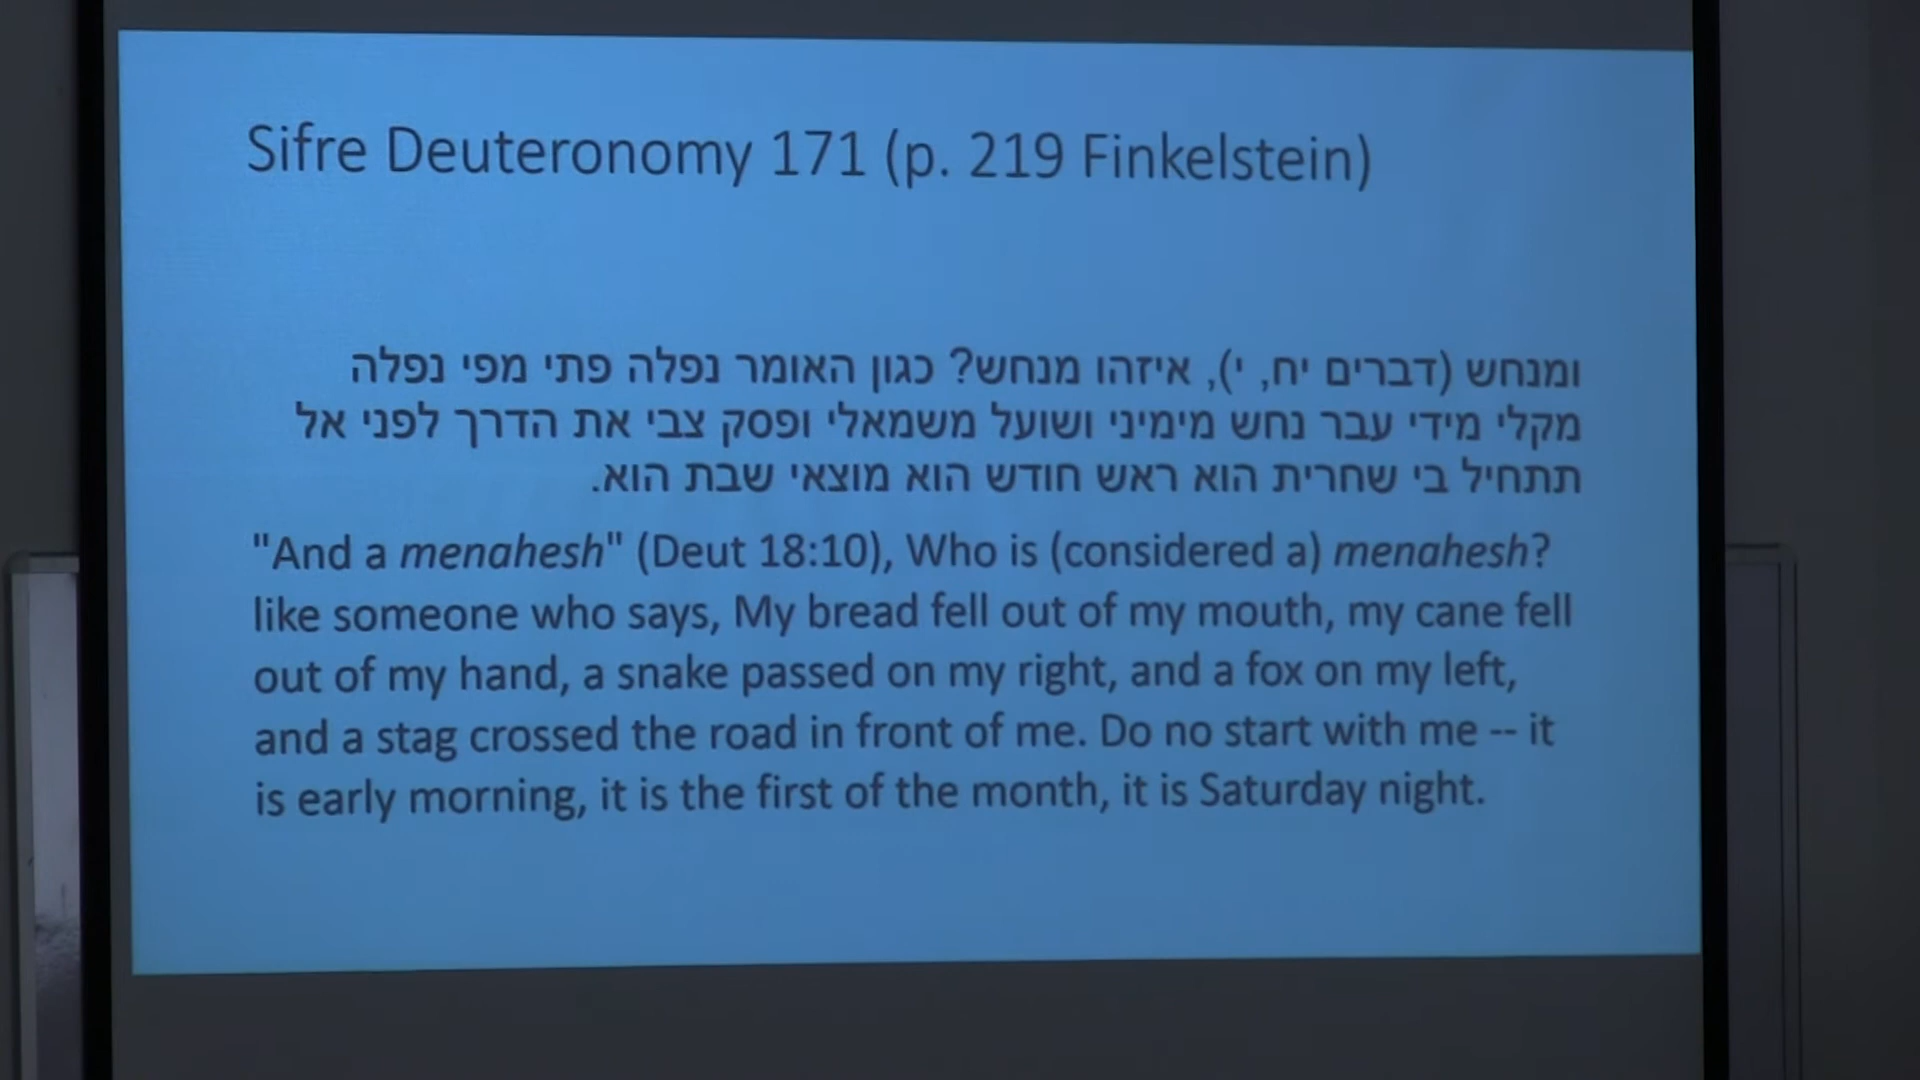 Sifre Deuteronomy 171 (p. 219 Finkelstein)
ומנחש (דברים יח, י), איזהו מנחש? כגון האומר נפלה פתי מפי נפלה
מקלי מידי עבר נחש מימיני ושועל משמאלי ופסק צבי את הדרך לפני אל
תתחיל בי שחרית הוא ראש חודש הוא מוצאי שבת הוא.
"And a menahesh" (Deut 18:10), Who is (considered a) menahesh?
like someone who says, My bread fell out of my mouth, my cane fell
out of my hand, a snake passed on my right, and a fox on my left,
and a stag crossed the road in front of me. Do no start with me -- it
is early morning, it is the first of the month, it is Saturday night.